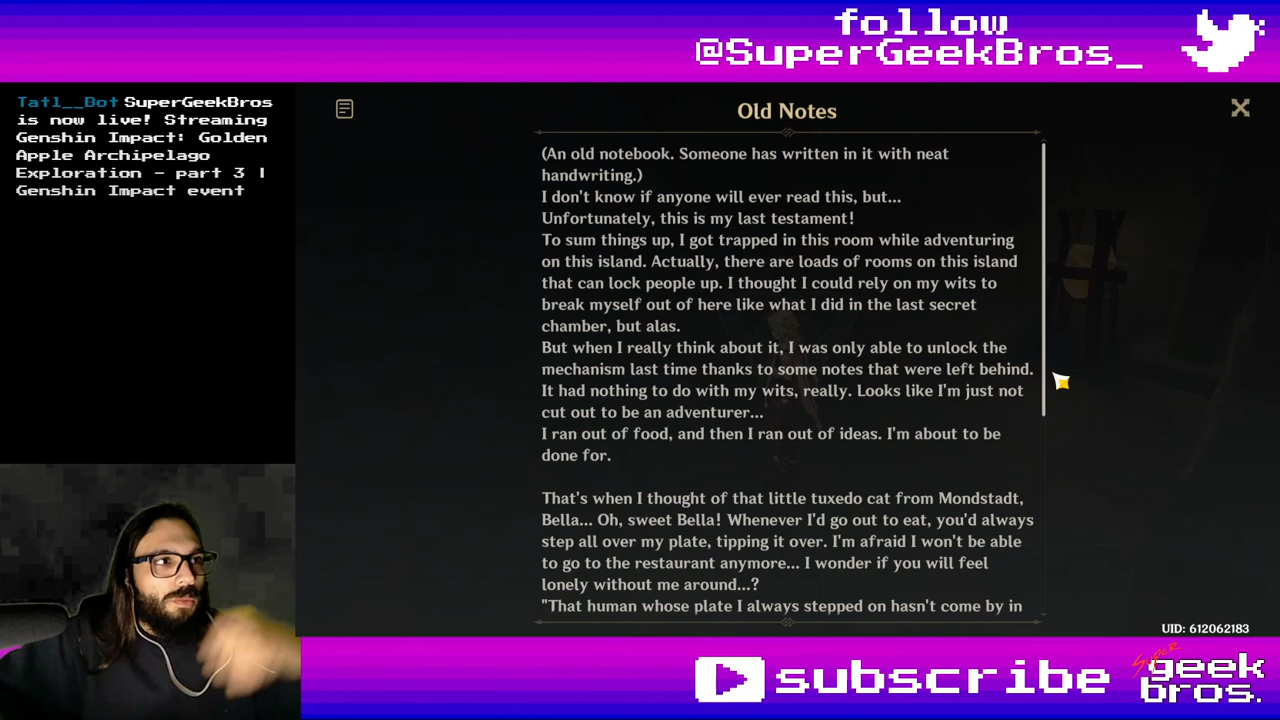 follow
@SuperGeekBros_
Tatl__Bot SuperGeekBros
is now live! Streaming
Genshin Impact: Golden
Apple Archipelago
Exploration - part 3 |
Genshin Impact event
Old Notes
(An old notebook. Someone has written in it with neat
handwriting.)
I don't know if anyone will ever read this, but...
Unfortunately, this is my last testament!
To sum things up, I got trapped in this room while adventuring
on this island. Actually, there are loads of rooms on this island
that can lock people up. I thought I could rely on my wits to
break myself out of here like what I did in the last secret
chamber, but alas.
But when I really think about it, I was only able to unlock the
mechanism last time thanks to some notes that were left behind.
It had nothing to do with my wits, really. Looks like I'm just not
cut out to be an adventurer...
I ran out of food, and then I ran out of ideas. I'm about to be
done for.
That's when I thought of that little tuxedo cat from Mondstadt,
Bella... Oh, sweet Bella! Whenever I'd go out to eat, you'd always
step all over my plate, tipping it over. I'm afraid I won't be able
to go to the restaurant anymore... I wonder if you will feel
lonely without me around...?
"That human whose plate I always stepped on hasn't come by in
UID: 612062183
subscribe
Super
geek
bros.